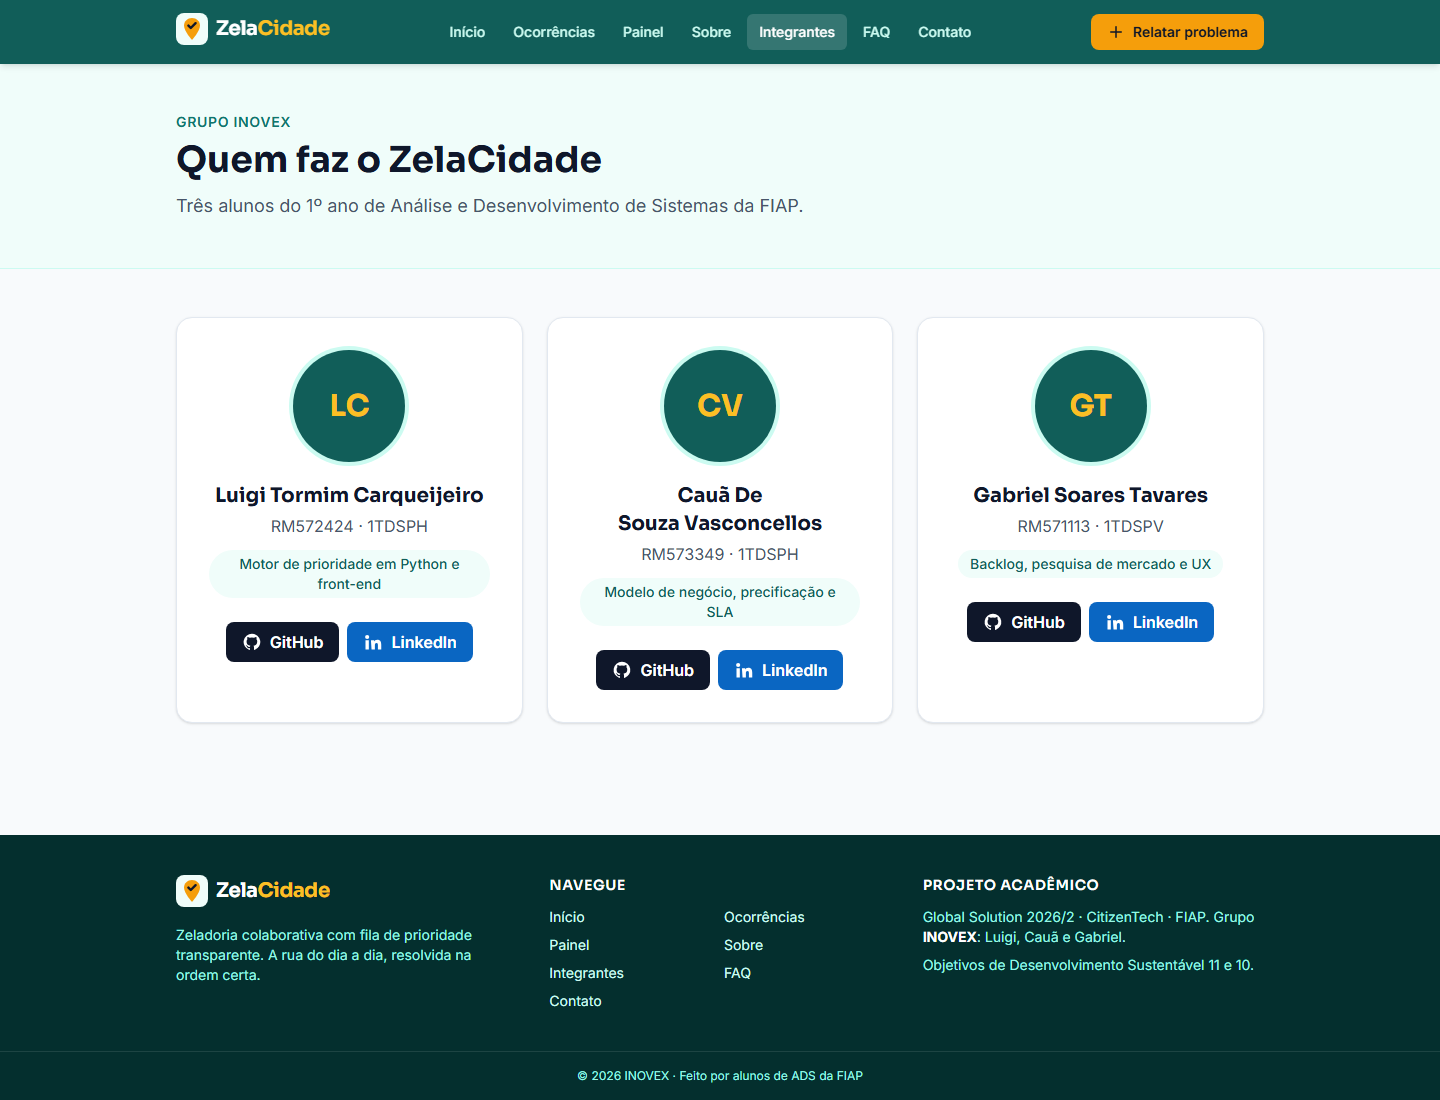 ZelaCidade
Início
Ocorrências
Painel
Sobre
Integrantes
FAQ
Contato
Relatar problema
GRUPO INOVEX
Quem faz o ZelaCidade
Três alunos do 1º ano de Análise e Desenvolvimento de Sistemas da FIAP.
LC
Luigi Tormim Carqueijeiro
RM572424 · 1TDSPH
Motor de prioridade em Python e
front-end
GitHub
LinkedIn
CV
Cauã De
Souza Vasconcellos
RM573349 · 1TDSPH
Modelo de negócio, precificação e
SLA
GitHub
LinkedIn
GT
Gabriel Soares Tavares
RM571113 · 1TDSPV
Backlog, pesquisa de mercado e UX
GitHub
LinkedIn
ZelaCidade
Zeladoria colaborativa com fila de prioridade
transparente. A rua do dia a dia, resolvida na
ordem certa.
NAVEGUE
Início
Ocorrências
Painel
Sobre
Integrantes
FAQ
Contato
PROJETO ACADÊMICO
Global Solution 2026/2 · CitizenTech · FIAP. Grupo
INOVEX: Luigi, Cauã e Gabriel.
Objetivos de Desenvolvimento Sustentável 11 e 10.
© 2026 INOVEX · Feito por alunos de ADS da FIAP